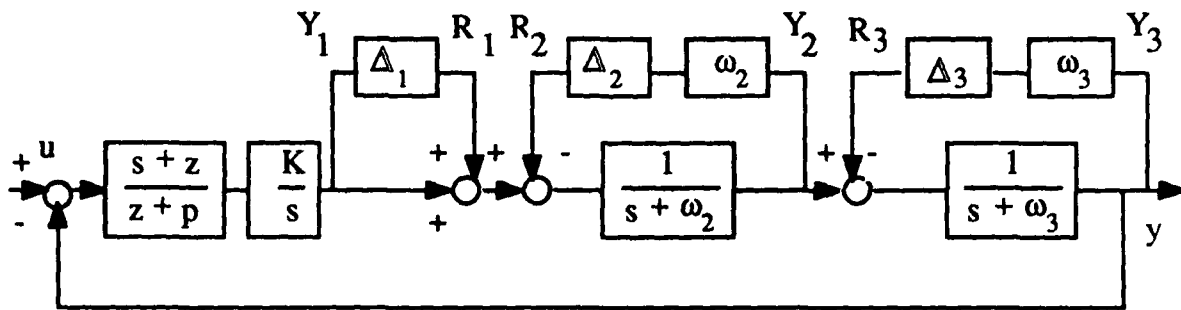 Y₁ R₁ R₂ Y₂ R₃ Y₃
Δ₁ Δ₂ ω₂ Δ₃ ω₃
+ u + + - + -
s + z K 1 1
z + p s s + ω₂ s + ω₃
- + y